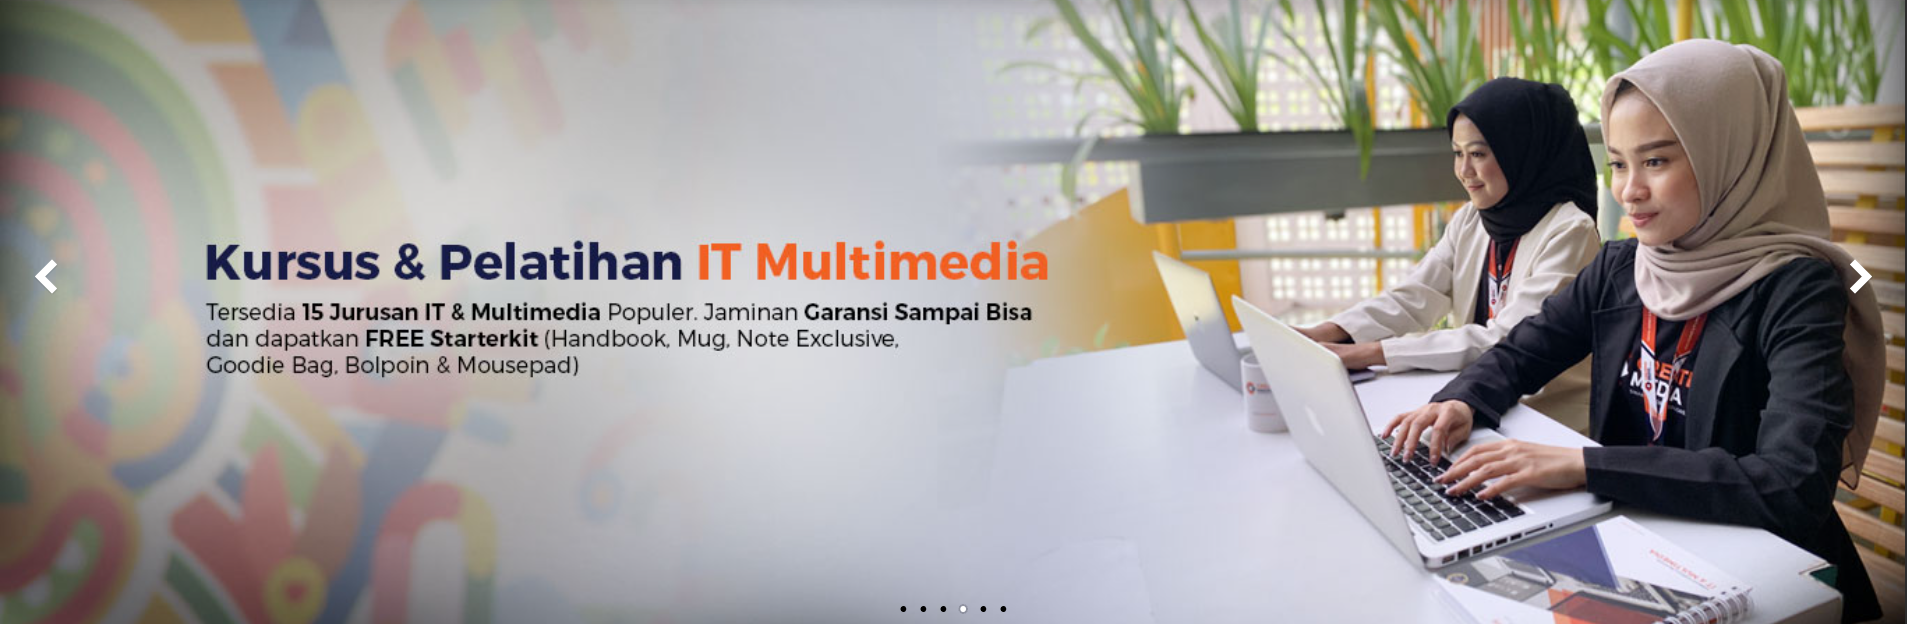 Kursus & Pelatihan IT Multimedia
Tersedia 15 Jurusan IT & Multimedia Populer. Jaminan Garansi Sampai Bisa
dan dapatkan FREE Starterkit (Handbook, Mug, Note Exclusive,
Goodie Bag, Bolpoin & Mousepad)